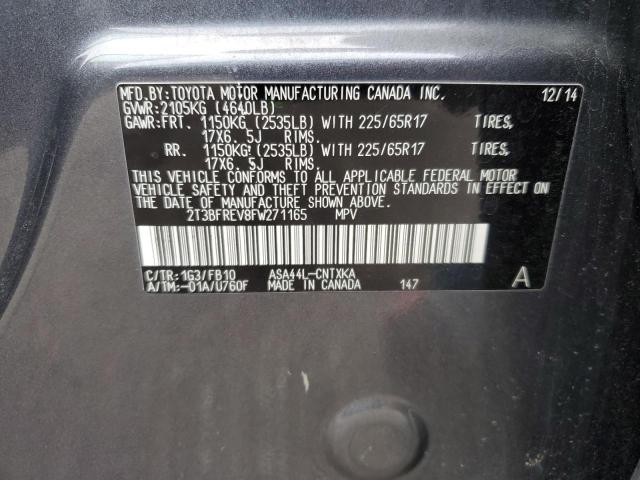 MFD.BY:TOYOTA MOTOR MANUFACTURING CANADA INC. 12/14
GVWR:2105KG (4640LB)
GAWR:FRT. 1150KG (2535LB) WITH 225/65R17 TIRES,
17X6.5J RIMS.
RR. 1150KG (2535LB) WITH 225/65R17 TIRES,
17X6.5J RIMS.
THIS VEHICLE CONFORMS TO ALL APPLICABLE FEDERAL MOTOR
VEHICLE SAFETY AND THEFT PREVENTION STANDARDS IN EFFECT ON
THE DATE OF MANUFACTURE SHOWN ABOVE.
2T3BFREV8FW271165 MPV
C/TR:1G3/FB10 ASA44L-CNTXKA
A/TM:-01A/U760F MADE IN CANADA 147 A